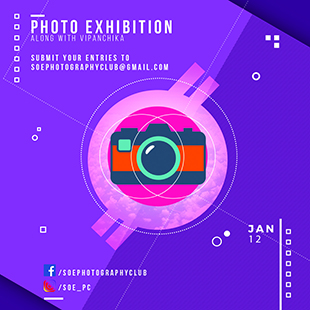 PHOTO EXHIBITION
ALONG WITH VIPANCHIKA
SUBMIT YOUR ENTRIES TO
SOEPHOTOGRAPHYCLUB@GMAIL.COM
JAN
12
/SOEPHOTOGRAPHYCLUB
/SOE_PC